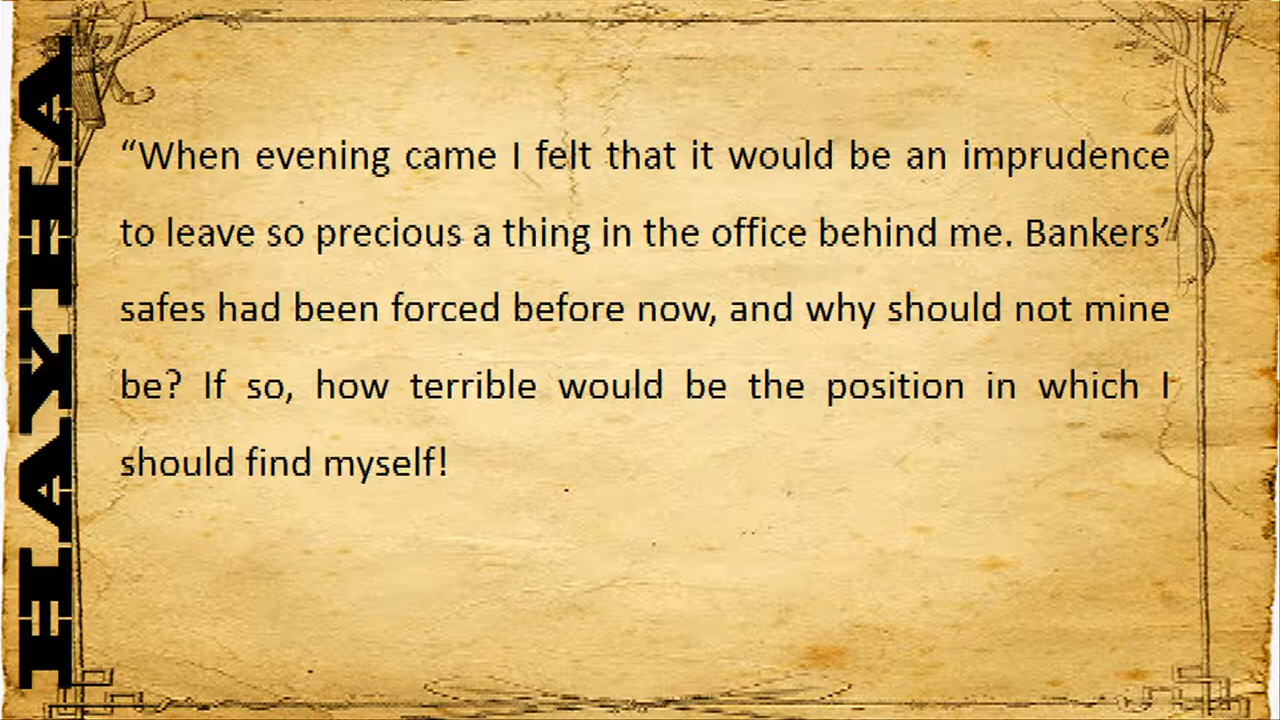 HAYHA
“When evening came I felt that it would be an imprudence
to leave so precious a thing in the office behind me. Bankers’
safes had been forced before now, and why should not mine
be? If so, how terrible would be the position in which I
should find myself!